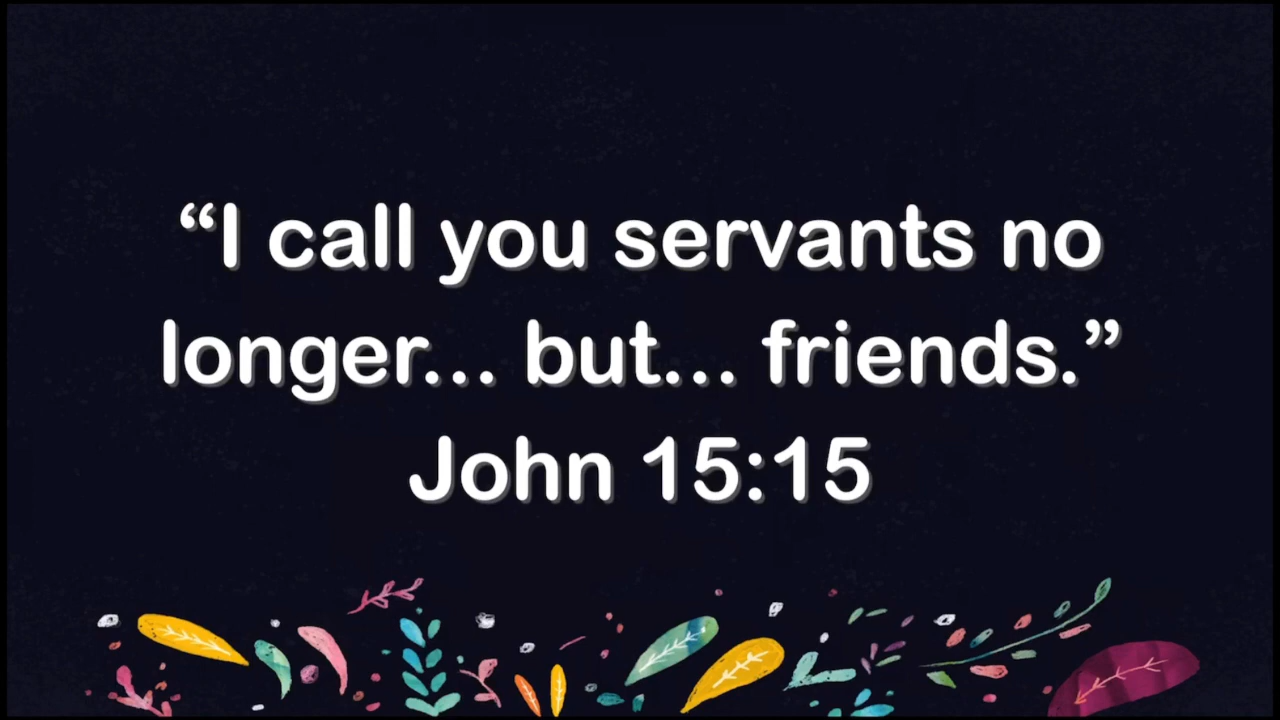 “I call you servants no
longer... but... friends.”
John 15:15